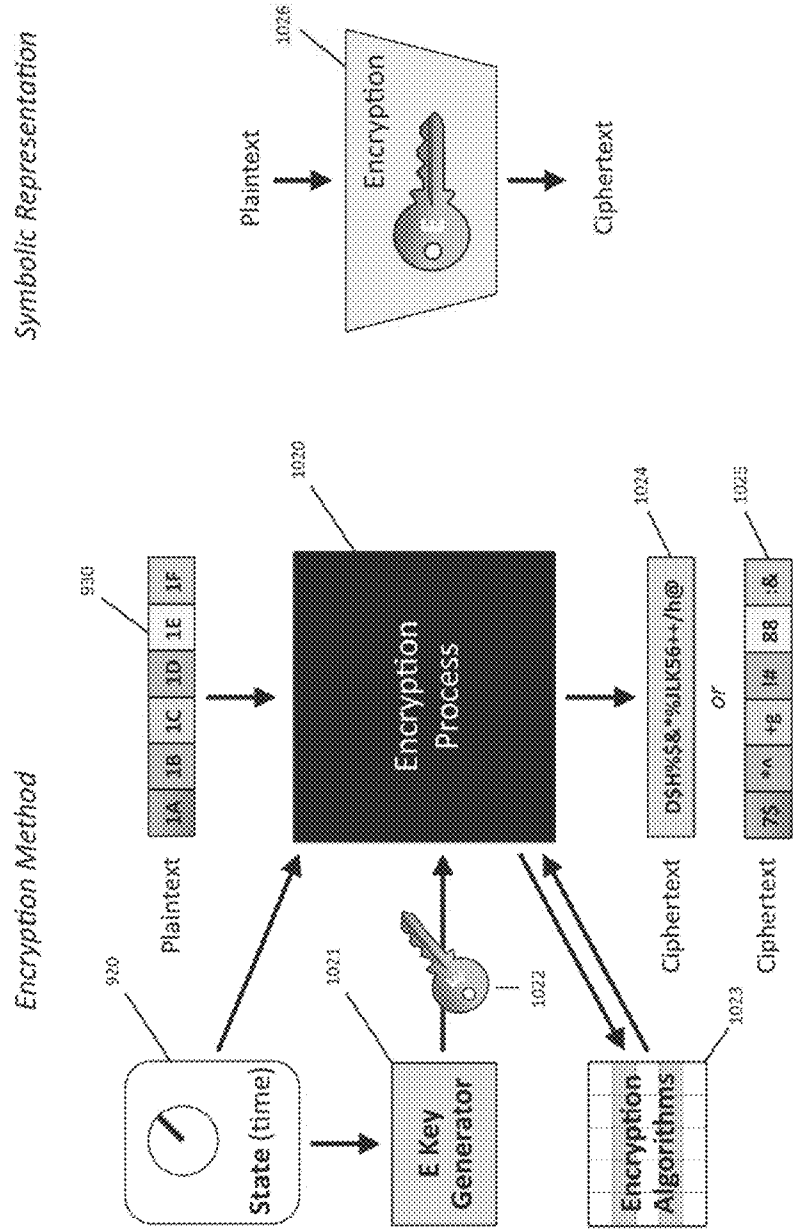 Encryption Method
Symbolic Representation
920
State (time)
930
1A 1B 1C 1D 1E 1F
Plaintext
1020
Encryption
Process
1021
E Key
Generator
1022
1023
Encryption
Algorithms
1024
Ciphertext
or
1025
Ciphertext
Plaintext
1026
Encryption
Ciphertext